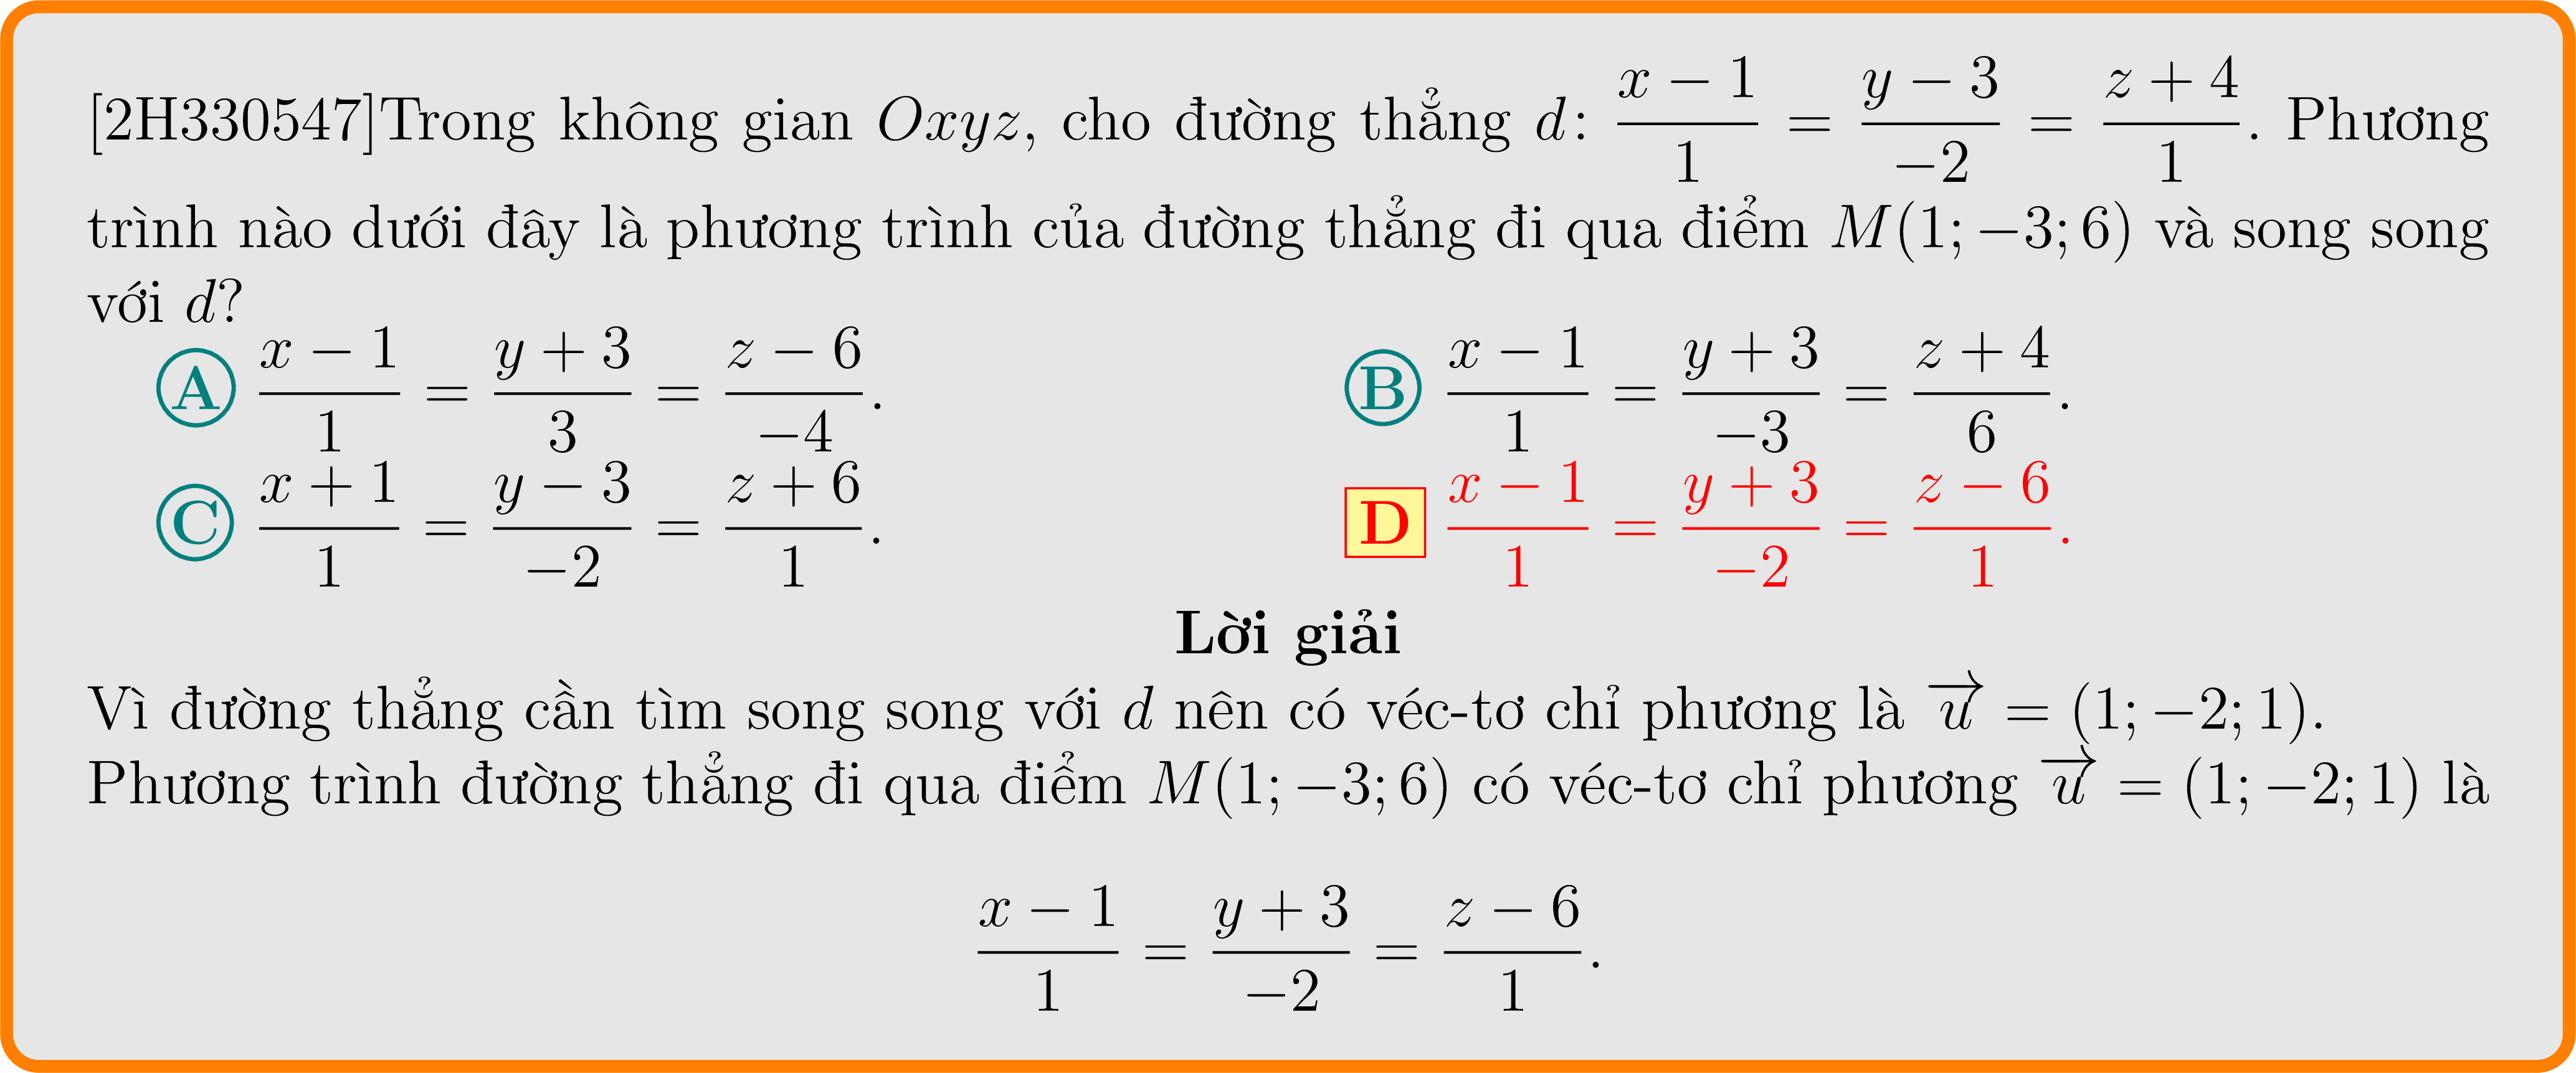 [2H330547]Trong không gian $Oxyz$, cho đường thẳng $d$: $\frac{x-1}{1} = \frac{y-3}{-2} = \frac{z+4}{1}$. Phương
trình nào dưới đây là phương trình của đường thẳng đi qua điểm $M(1;-3;6)$ và song song
với $d$?
A $\frac{x-1}{1} = \frac{y+3}{3} = \frac{z-6}{-4}$. B $\frac{x-1}{1} = \frac{y+3}{-3} = \frac{z+4}{6}$.
C $\frac{x+1}{1} = \frac{y-3}{-2} = \frac{z+6}{1}$. D $\frac{x-1}{1} = \frac{y+3}{-2} = \frac{z-6}{1}$.
Lời giải
Vì đường thẳng cần tìm song song với $d$ nên có véc-tơ chỉ phương là $\overrightarrow{u} = (1;-2;1)$.
Phương trình đường thẳng đi qua điểm $M(1;-3;6)$ có véc-tơ chỉ phương $\overrightarrow{u} = (1;-2;1)$ là
$\frac{x-1}{1} = \frac{y+3}{-2} = \frac{z-6}{1}$.